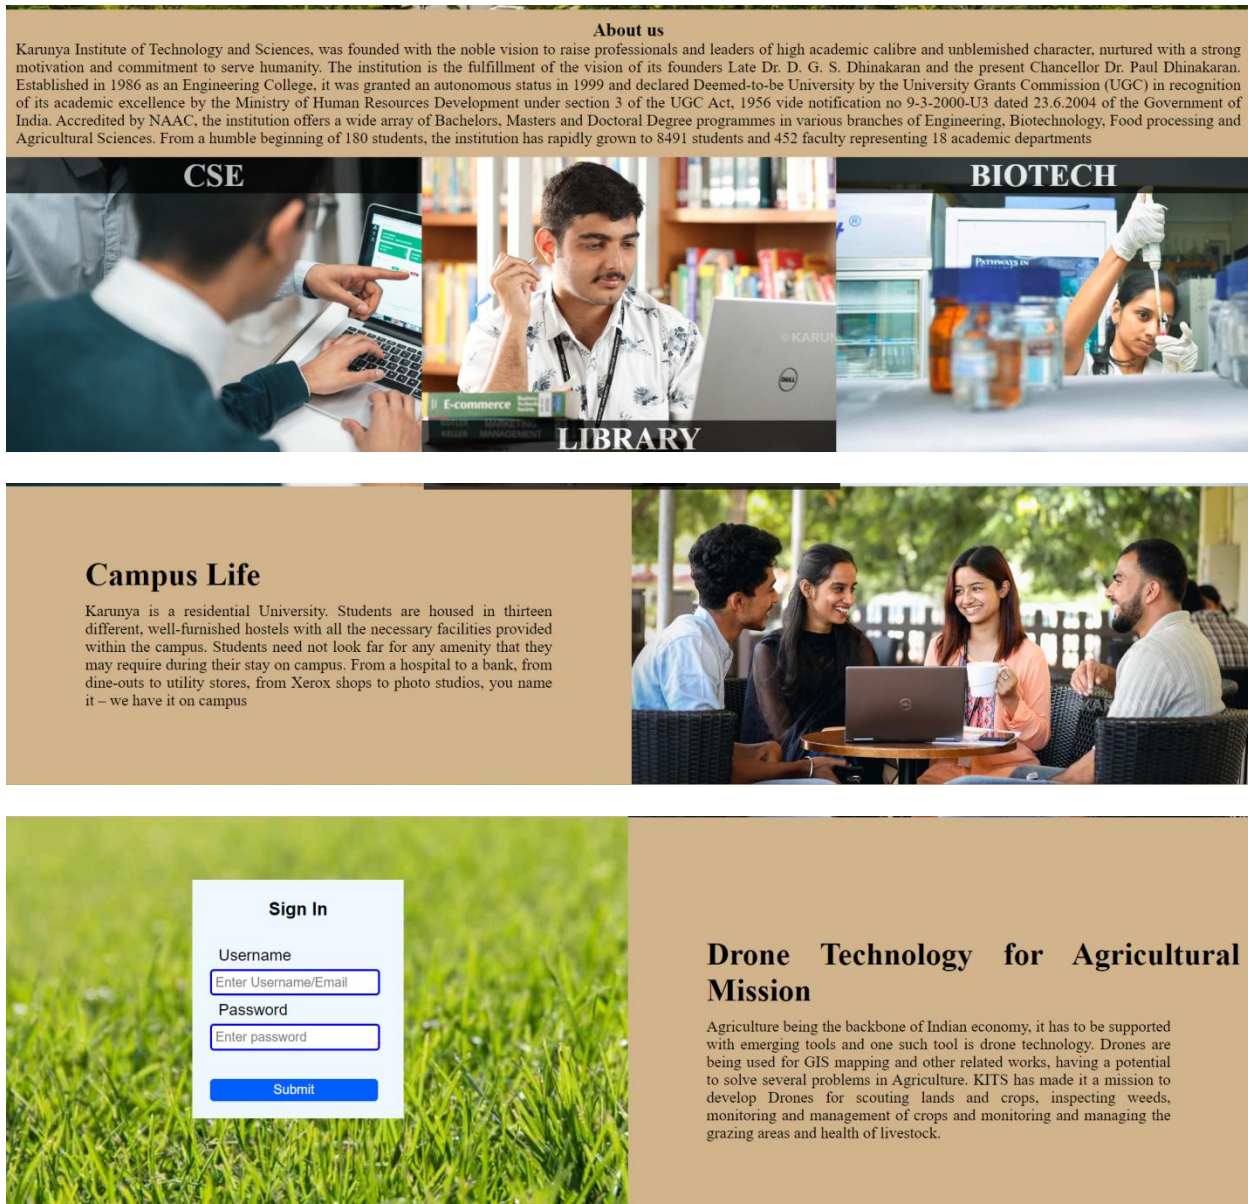 About us
Karunya Institute of Technology and Sciences, was founded with the noble vision to raise professionals and leaders of high academic calibre and unblemished character, nurtured with a strong
motivation and commitment to serve humanity. The institution is the fulfillment of the vision of its founders Late Dr. D. G. S. Dhinakaran and the present Chancellor Dr. Paul Dhinakaran.
Established in 1986 as an Engineering College, it was granted an autonomous status in 1999 and declared Deemed-to-be University by the University Grants Commission (UGC) in recognition
of its academic excellence by the Ministry of Human Resources Development under section 3 of the UGC Act, 1956 vide notification no 9-3-2000-U3 dated 23.6.2004 of the Government of
India. Accredited by NAAC, the institution offers a wide array of Bachelors, Masters and Doctoral Degree programmes in various branches of Engineering, Biotechnology, Food processing and
Agricultural Sciences. From a humble beginning of 180 students, the institution has rapidly grown to 8491 students and 452 faculty representing 18 academic departments
CSE
BIOTECH
®
PATHWAYS IN
© KARUN
DELL
E-commerce
MARKETING
KELLER MANAGEMENT
LIBRARY
Campus Life
Karunya is a residential University. Students are housed in thirteen
different, well-furnished hostels with all the necessary facilities provided
within the campus. Students need not look far for any amenity that they
may require during their stay on campus. From a hospital to a bank, from
dine-outs to utility stores, from Xerox shops to photo studios, you name
it – we have it on campus
Sign In
Username
Enter Username/Email
Password
Enter password
Submit
Drone Technology for Agricultural
Mission
Agriculture being the backbone of Indian economy, it has to be supported
with emerging tools and one such tool is drone technology. Drones are
being used for GIS mapping and other related works, having a potential
to solve several problems in Agriculture. KITS has made it a mission to
develop Drones for scouting lands and crops, inspecting weeds,
monitoring and management of crops and monitoring and managing the
grazing areas and health of livestock.